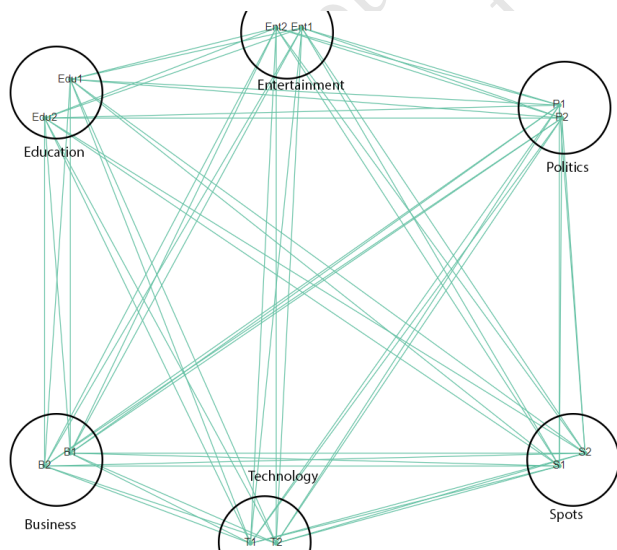 Ent2 Ent1
Entertainment
Edu1
Edu2
Education
P1
P2
Politics
B1
B2
Business
Technology
T1 T2
S2
S1
Spots